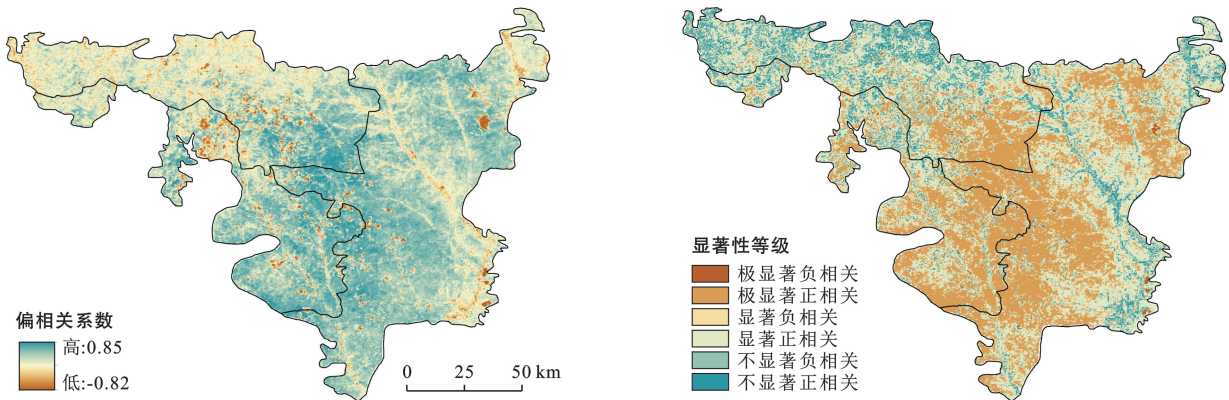 偏相关系数
高:0.85
低:-0.82
0 25 50 km
显著性等级
极显著负相关
极显著正相关
显著负相关
显著正相关
不显著负相关
不显著正相关